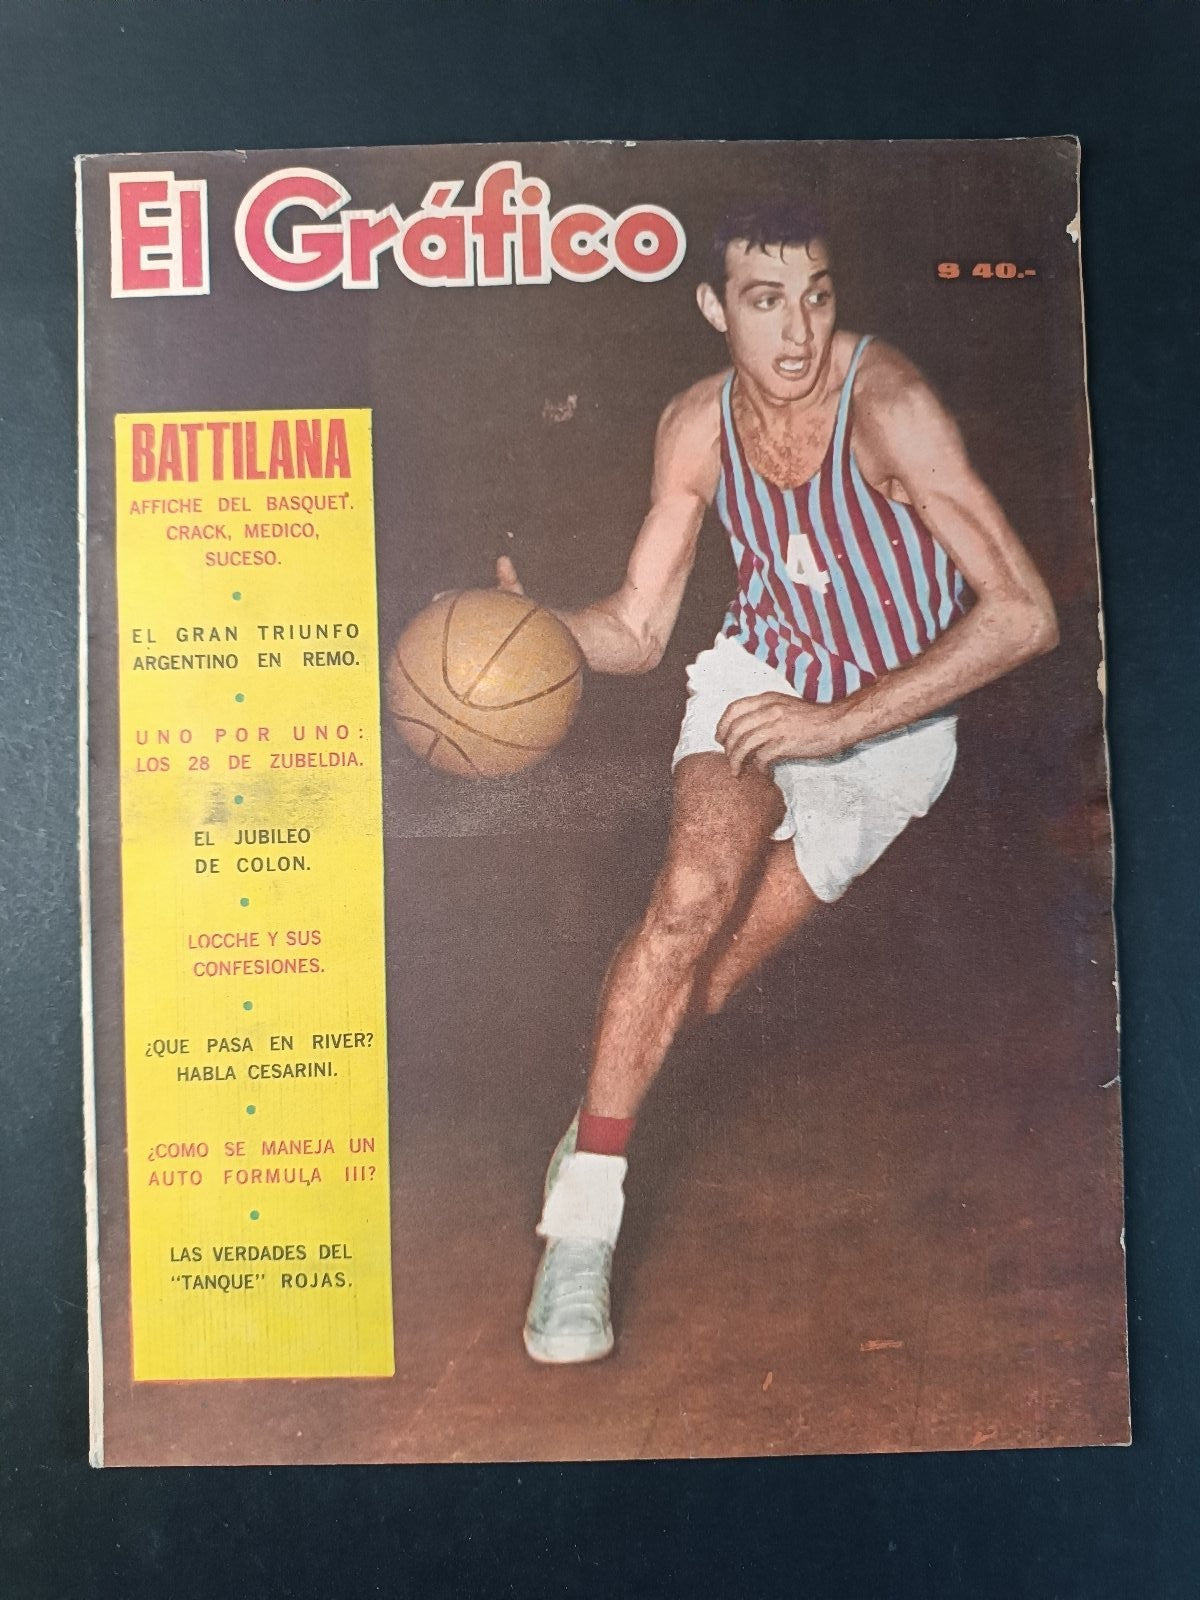 El Gráfico
$ 40.-
BATTILANA
AFFICHE DEL BASQUET.
CRACK, MEDICO,
SUCESO.
EL GRAN TRIUNFO
ARGENTINO EN REMO.
UNO POR UNO:
LOS 28 DE ZUBELDIA.
EL JUBILEO
DE COLON.
LOCCHE Y SUS
CONFESIONES.
¿QUE PASA EN RIVER?
HABLA CESARINI.
¿COMO SE MANEJA UN
AUTO FORMULA III?
LAS VERDADES DEL
"TANQUE" ROJAS.
4